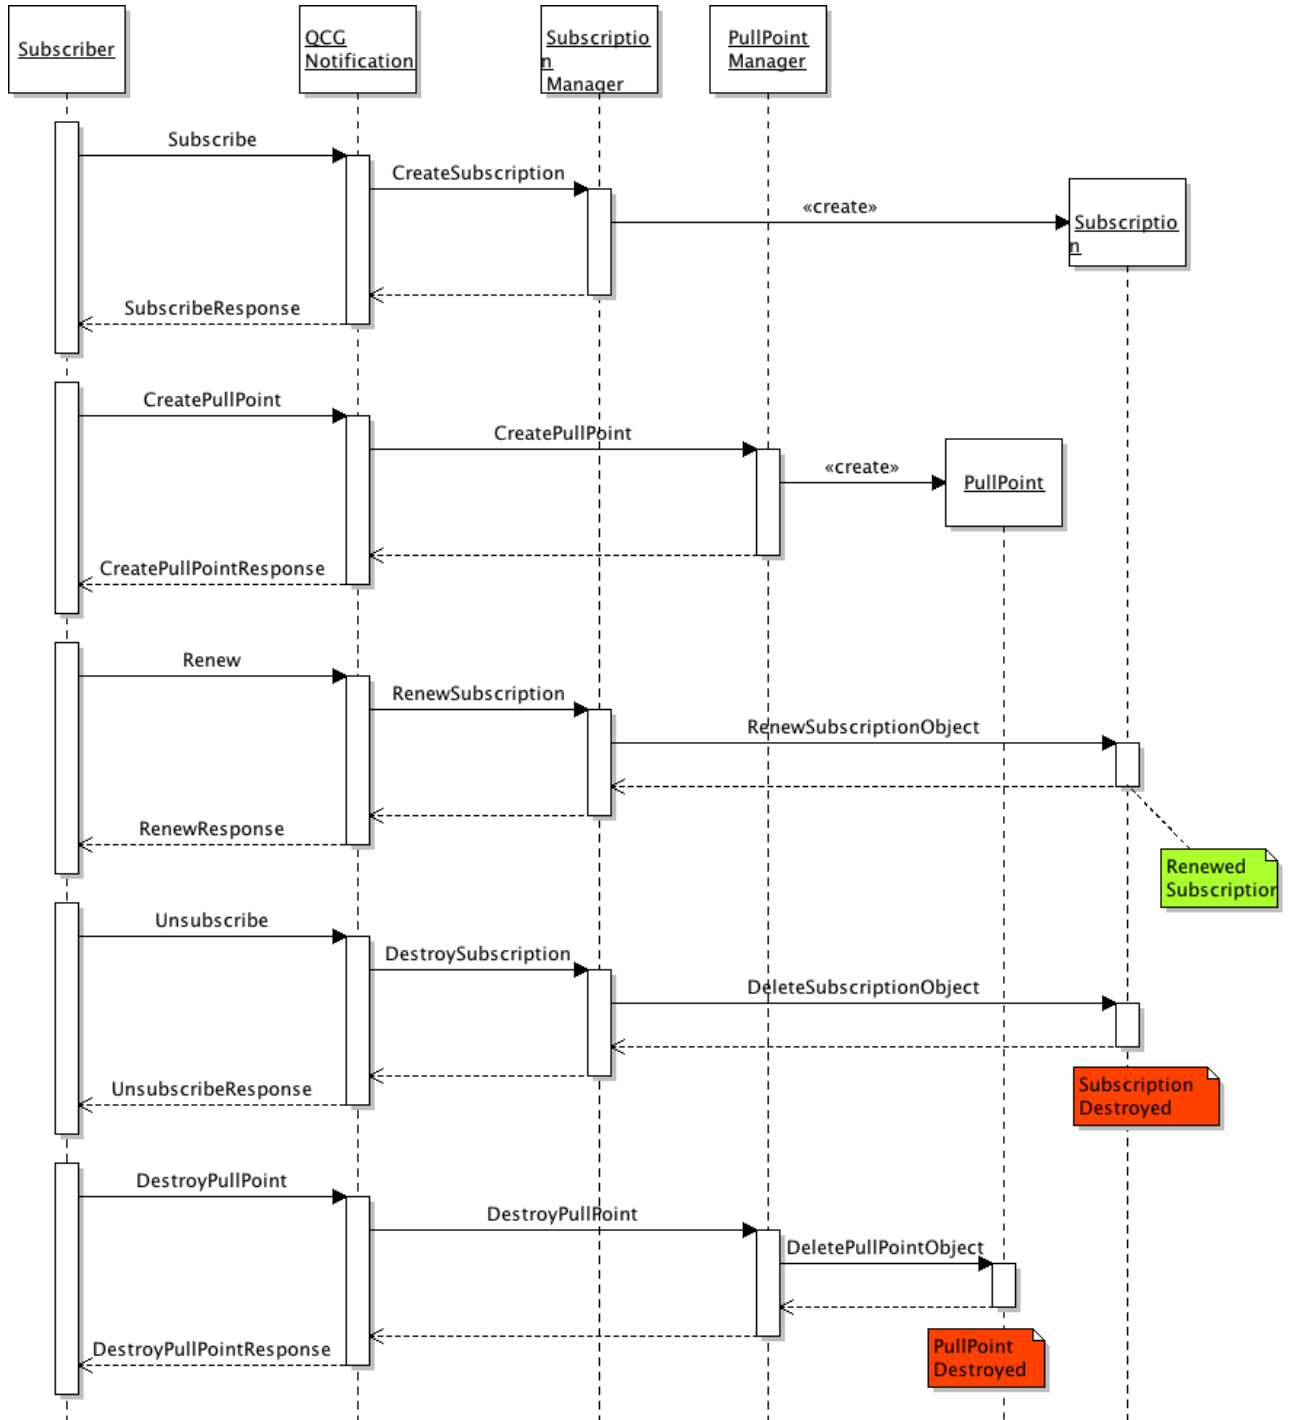 Subscriber
QCG
Notification
Subscriptio
n
Manager
PullPoint
Manager
Subscribe
CreateSubscription
«create»
Subscriptio
n
SubscribeResponse
CreatePullPoint
CreatePullPoint
«create»
PullPoint
CreatePullPointResponse
Renew
RenewSubscription
RenewSubscriptionObject
RenewResponse
Renewed
Subscription
Unsubscribe
DestroySubscription
DeleteSubscriptionObject
UnsubscribeResponse
Subscription
Destroyed
DestroyPullPoint
DestroyPullPoint
DeletePullPointObject
DestroyPullPointResponse
PullPoint
Destroyed